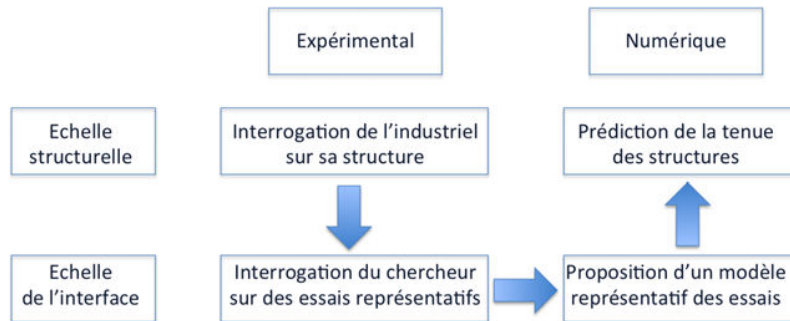 Expérimental
Numérique
Echelle
structurelle
Interrogation de l'industriel
sur sa structure
Prédiction de la tenue
des structures
Echelle
de l'interface
Interrogation du chercheur
sur des essais représentatifs
Proposition d'un modèle
représentatif des essais